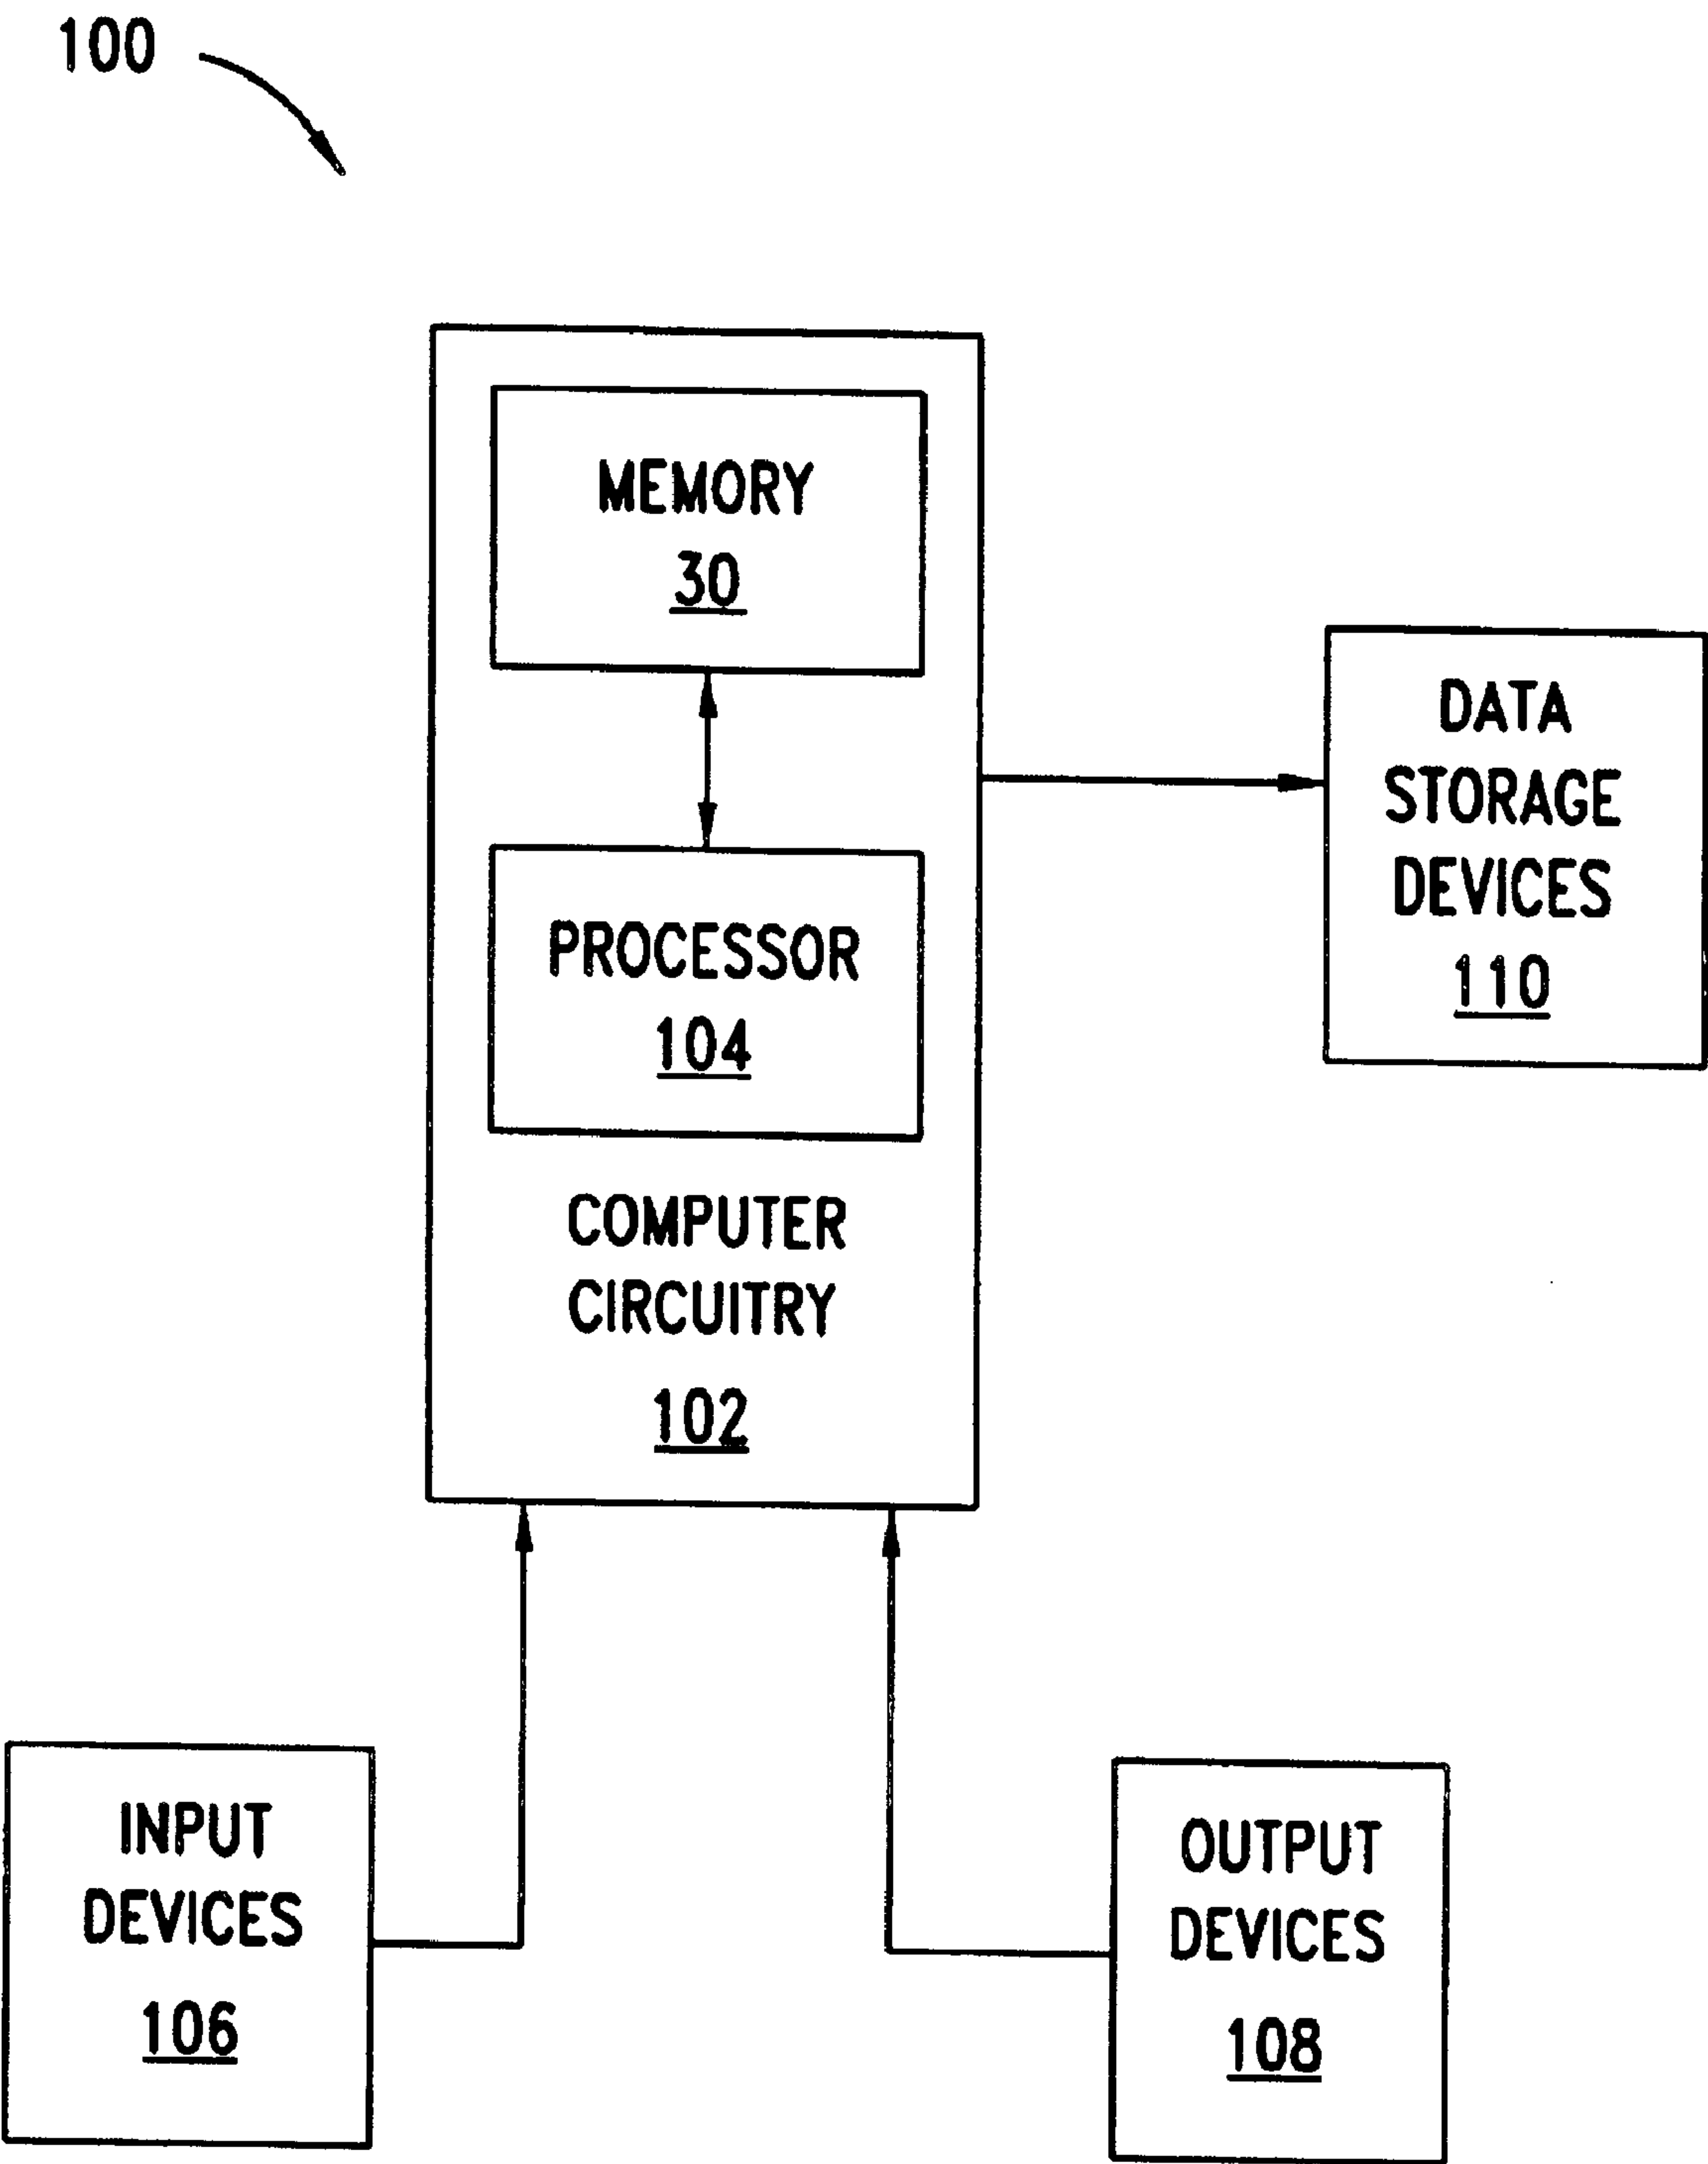 100
MEMORY
30
DATA
STORAGE
DEVICES
110
PROCESSOR
104
COMPUTER
CIRCUITRY
102
INPUT
DEVICES
106
OUTPUT
DEVICES
108